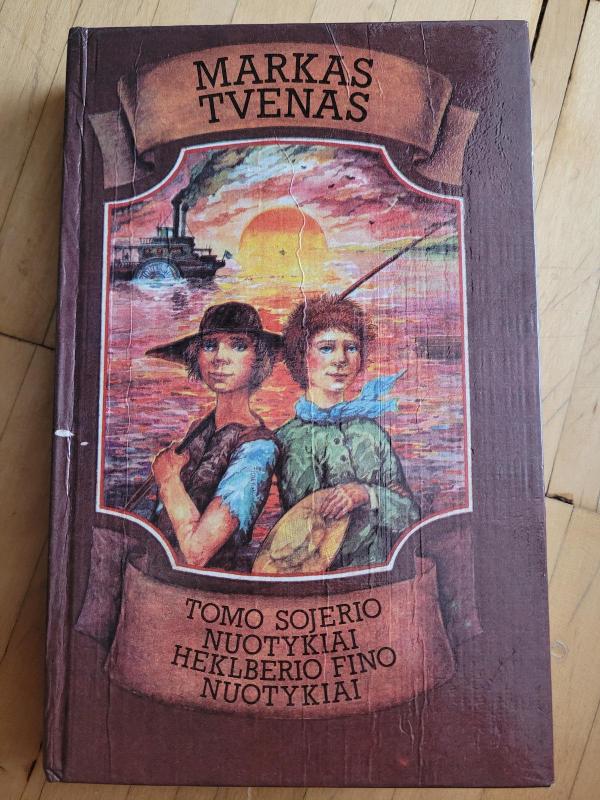 MARKAS
TVENAS
TOMO SOJERIO
NUOTYKIAI
HEKLBERIO FINO
NUOTYKIAI